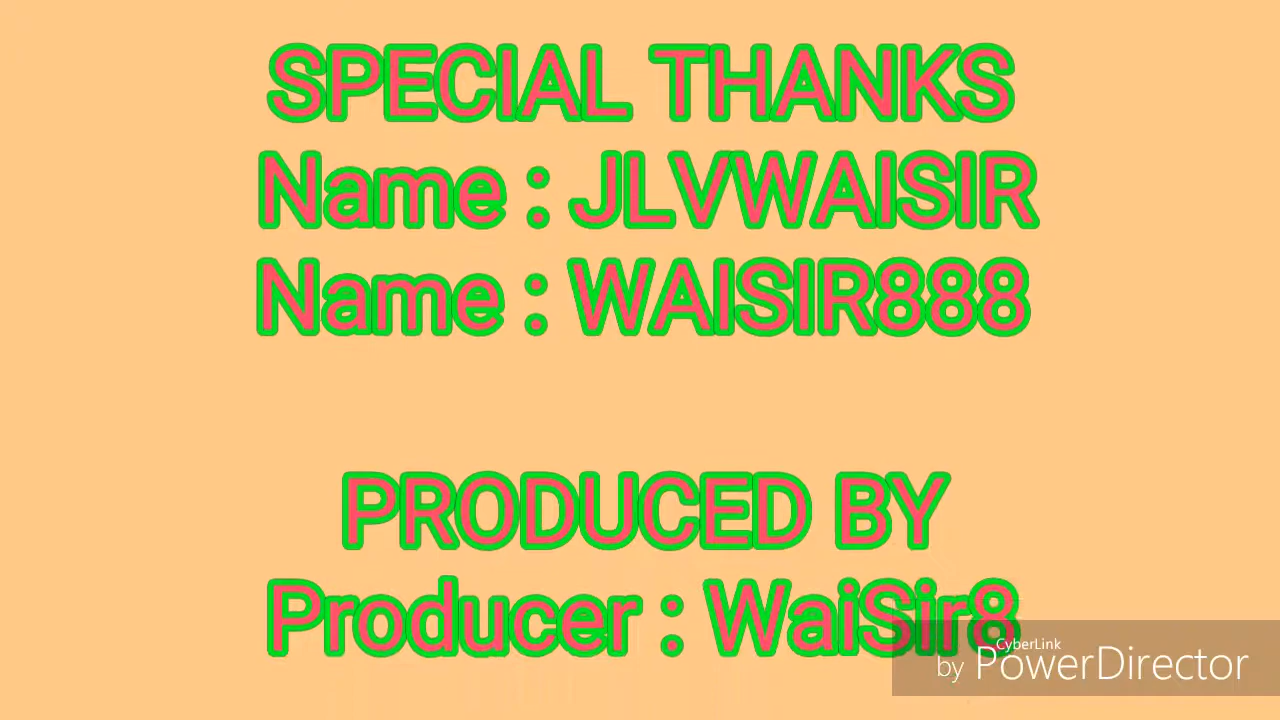 SPECIAL THANKS
Name : JLVWAISIR
Name : WAISIR888
PRODUCED BY
Producer : WaiSir8
CyberLink
by PowerDirector